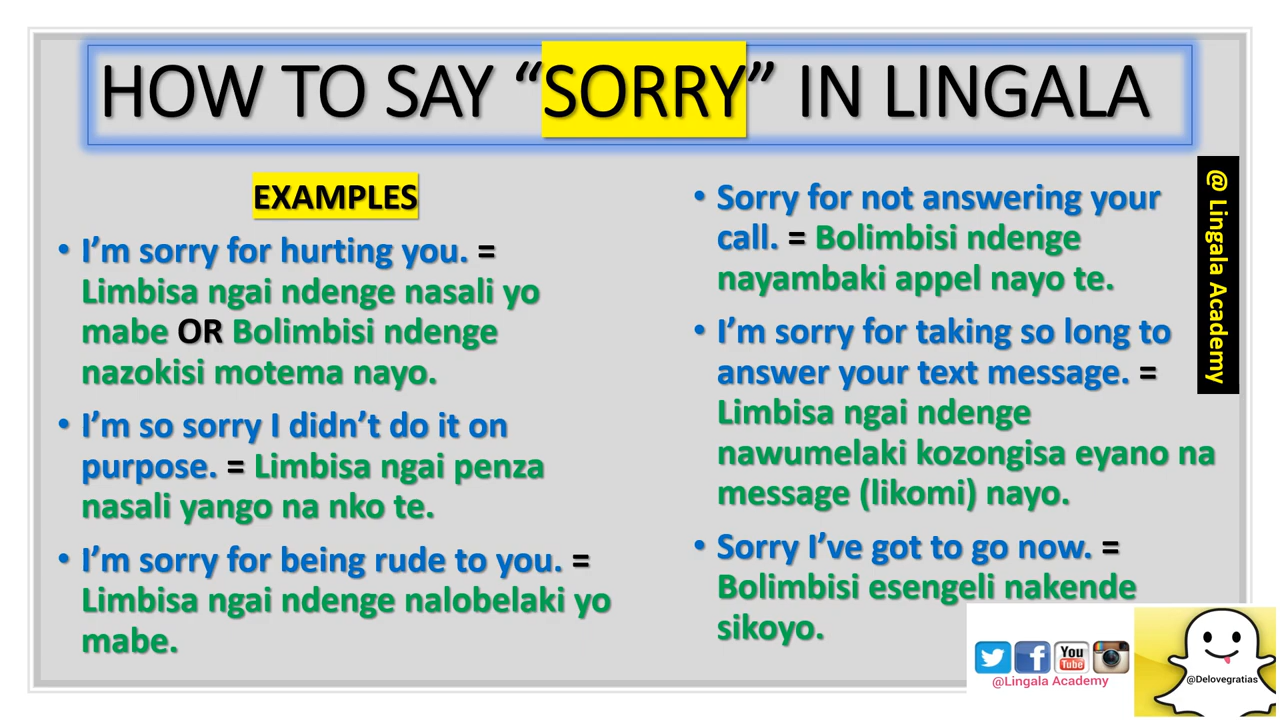 HOW TO SAY “SORRY” IN LINGALA
EXAMPLES
• I’m sorry for hurting you. =
Limbisa ngai ndenge nasali yo
mabe OR Bolimbisi ndenge
nazokisi motema nayo.
• I’m so sorry I didn’t do it on
purpose. = Limbisa ngai penza
nasali yango na nko te.
• I’m sorry for being rude to you. =
Limbisa ngai ndenge nalobelaki yo
mabe.
• Sorry for not answering your
call. = Bolimbisi ndenge
nayambaki appel nayo te.
• I’m sorry for taking so long to
answer your text message. =
Limbisa ngai ndenge
nawumelaki kozongisa eyano na
message (likomi) nayo.
• Sorry I’ve got to go now. =
Bolimbisi esengeli nakende
sikoyo.
@ Lingala Academy
You
Tube
@Lingala Academy
@Delovegratias